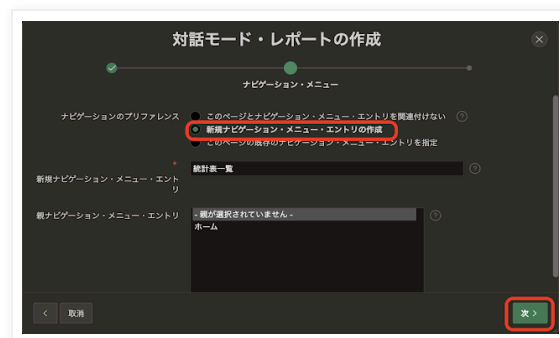 対話モード・レポートの作成
ナビゲーション・メニュー
ナビゲーションのプリファレンス
このページとナビゲーション・メニュー・エントリを関連付けない
新規ナビゲーション・メニュー・エントリの作成
このページの既存のナビゲーション・メニュー・エントリを指定
*
新規ナビゲーション・メニュー・エント
リ
統計表一覧
親ナビゲーション・メニュー・エントリ
- 親が選択されていません -
ホーム
取消
次 >